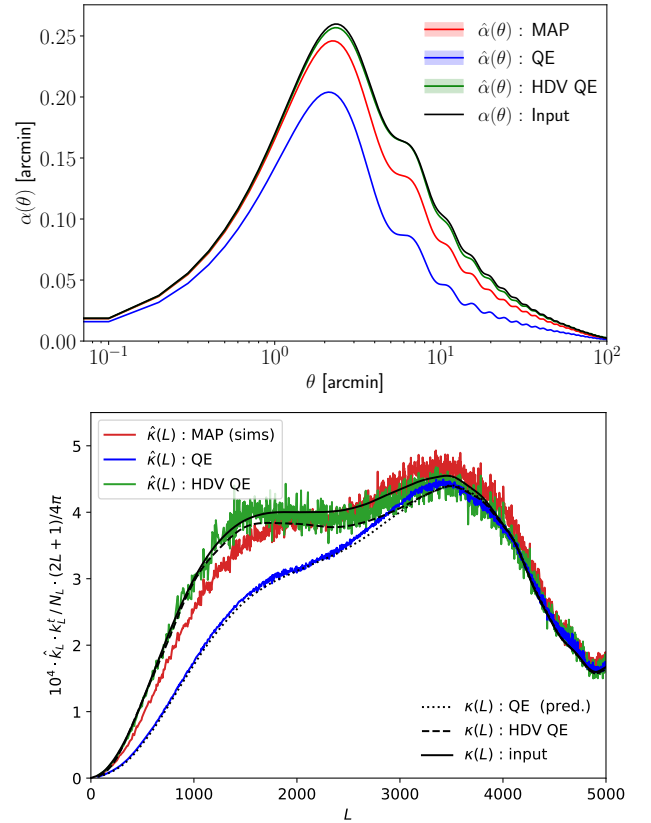 0.25
0.20
0.15
0.10
0.05
0.00
α(θ) [arcmin]
α̂(θ) : MAP
α̂(θ) : QE
α̂(θ) : HDV QE
α(θ) : Input
10⁻¹ 10⁰ 10¹ 10²
θ [arcmin]
5
4
3
2
1
0
10⁴ · k̂_L · k_L^t / N_L · (2L + 1)/4π
κ̂(L) : MAP (sims)
κ̂(L) : QE
κ̂(L) : HDV QE
κ(L) : QE (pred.)
κ(L) : HDV QE
κ(L) : input
0 1000 2000 3000 4000 5000
L